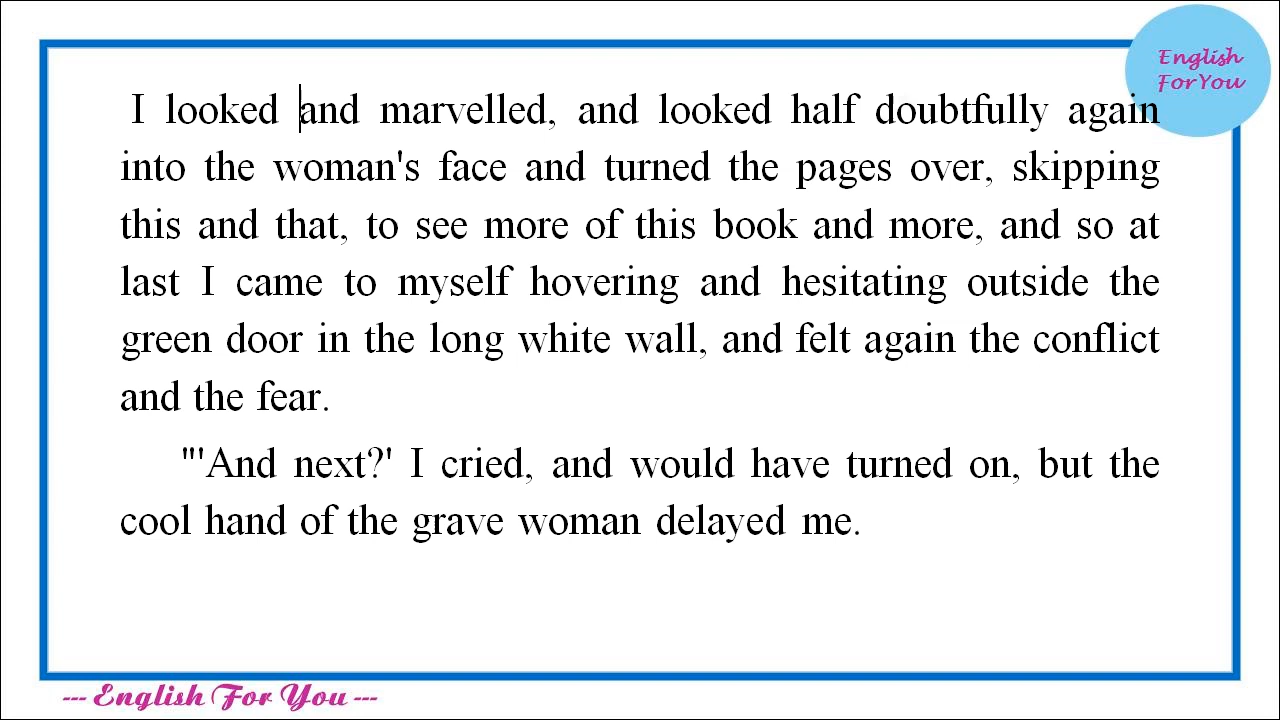 English
ForYou
I looked and marvelled, and looked half doubtfully again
into the woman's face and turned the pages over, skipping
this and that, to see more of this book and more, and so at
last I came to myself hovering and hesitating outside the
green door in the long white wall, and felt again the conflict
and the fear.
"'And next?' I cried, and would have turned on, but the
cool hand of the grave woman delayed me.
--- English For You ---